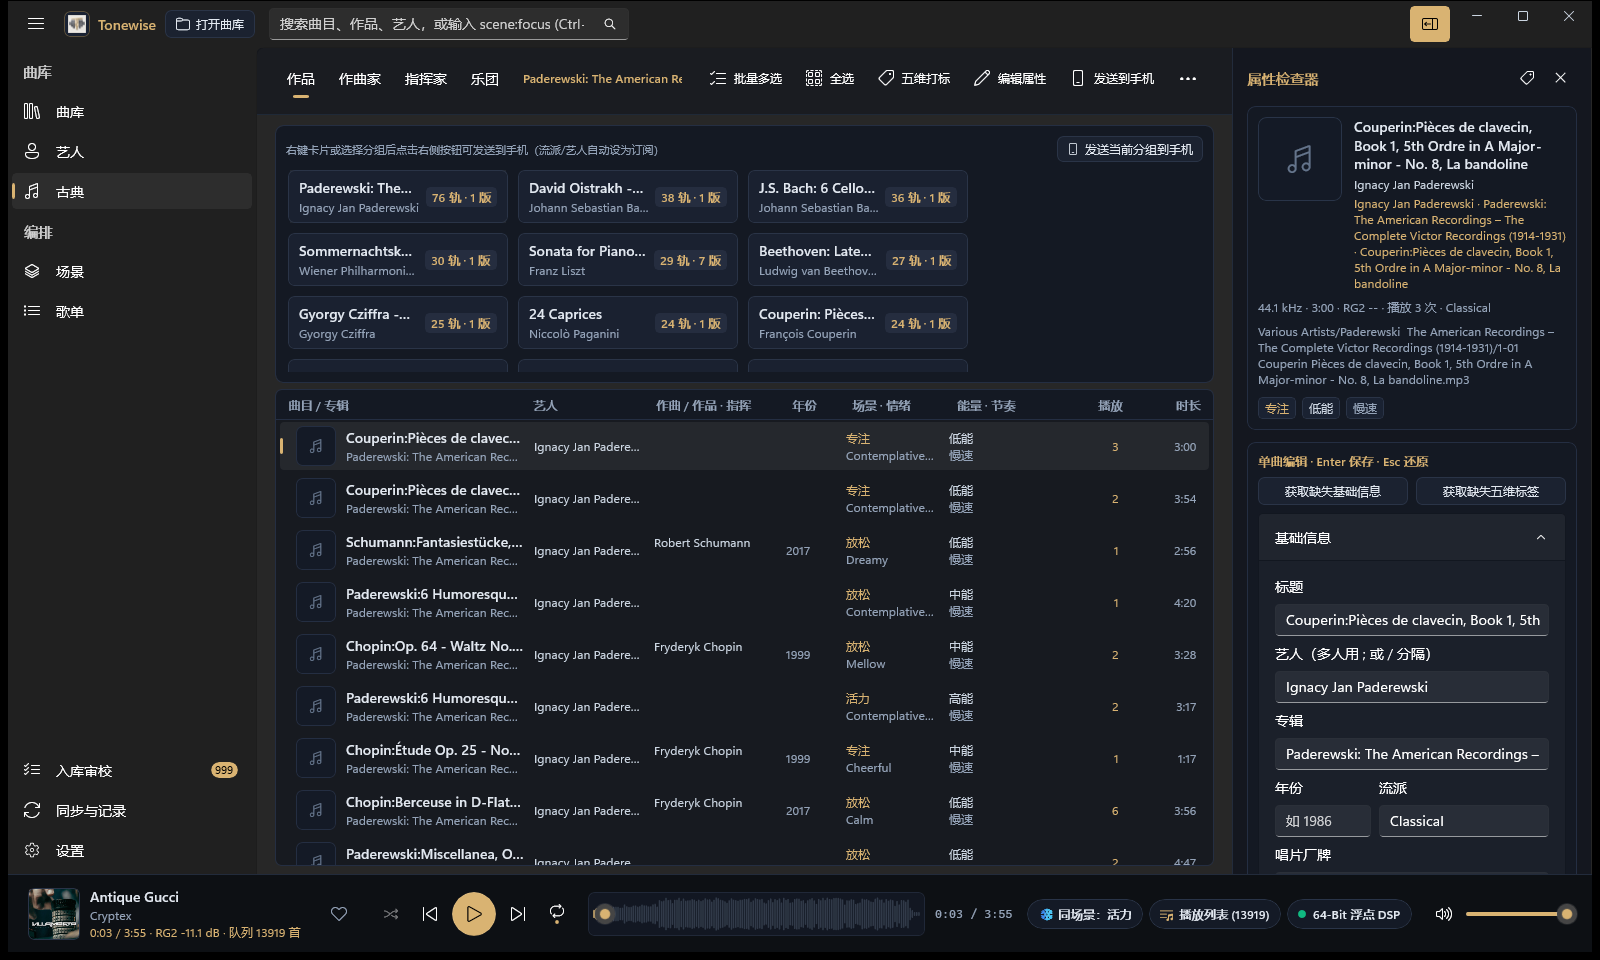 Tonewise
打开曲库
搜索曲目、作品、艺人，或输入 scene:focus (Ctrl·
曲库
曲库
艺人
古典
编排
场景
歌单
入库审校
999
同步与记录
设置
作品
作曲家
指挥家
乐团
Paderewski: The American Re
批量多选
全选
五维打标
编辑属性
发送到手机
右键卡片或选择分组后点击右侧按钮可发送到手机（流派/艺人自动设为订阅）
发送当前分组到手机
Paderewski: The...
Ignacy Jan Paderewski
76 轨 · 1 版
David Oistrakh -...
Johann Sebastian Ba...
38 轨 · 1 版
J.S. Bach: 6 Cello...
Johann Sebastian Ba...
36 轨 · 1 版
Sommernachtsk...
Wiener Philharmoni...
30 轨 · 1 版
Sonata for Piano...
Franz Liszt
29 轨 · 7 版
Beethoven: Late...
Ludwig van Beethov...
27 轨 · 1 版
Gyorgy Cziffra -...
Gyorgy Cziffra
25 轨 · 1 版
24 Caprices
Niccolò Paganini
24 轨 · 1 版
Couperin: Pièces...
François Couperin
24 轨 · 1 版
曲目 / 专辑 艺人 作曲 / 作品 · 指挥 年份 场景 · 情绪 能量 · 节奏 播放 时长
Couperin:Pièces de clavec...
Paderewski: The American Rec...
Ignacy Jan Padere...
专注
Contemplative...
低能
慢速
3
3:00
Couperin:Pièces de clavec...
Paderewski: The American Rec...
Ignacy Jan Padere...
专注
Contemplative...
低能
慢速
2
3:54
Schumann:Fantasiestücke,...
Paderewski: The American Rec...
Ignacy Jan Padere...
Robert Schumann
2017
放松
Dreamy
低能
慢速
1
2:56
Paderewski:6 Humoresqu...
Paderewski: The American Rec...
Ignacy Jan Padere...
放松
Contemplative...
中能
慢速
1
4:20
Chopin:Op. 64 - Waltz No....
Paderewski: The American Rec...
Ignacy Jan Padere...
Fryderyk Chopin
1999
放松
Mellow
中能
慢速
2
3:28
Paderewski:6 Humoresqu...
Paderewski: The American Rec...
Ignacy Jan Padere...
活力
Contemplative...
高能
慢速
2
3:17
Chopin:Étude Op. 25 - No...
Paderewski: The American Rec...
Ignacy Jan Padere...
Fryderyk Chopin
1999
专注
Cheerful
中能
慢速
1
1:17
Chopin:Berceuse in D-Flat...
Paderewski: The American Rec...
Ignacy Jan Padere...
Fryderyk Chopin
2017
放松
Calm
低能
慢速
6
3:56
Paderewski:Miscellanea, O...
Ignacy Jan Padere...
放松
低能
2
4:47
属性检查器
Couperin:Pièces de clavecin,
Book 1, 5th Ordre in A Major-
minor - No. 8, La bandoline
Ignacy Jan Paderewski
Ignacy Jan Paderewski · Paderewski:
The American Recordings – The
Complete Victor Recordings (1914-1931)
· Couperin:Pièces de clavecin, Book 1,
5th Ordre in A Major-minor - No. 8, La
bandoline
44.1 kHz · 3:00 · RG2 -- · 播放 3 次 · Classical
Various Artists/Paderewski The American Recordings –
The Complete Victor Recordings (1914-1931)/1-01
Couperin Pièces de clavecin, Book 1, 5th Ordre in A
Major-minor - No. 8, La bandoline.mp3
专注
低能
慢速
单曲编辑 · Enter 保存 · Esc 还原
获取缺失基础信息
获取缺失五维标签
基础信息
标题
Couperin:Pièces de clavecin, Book 1, 5th
艺人（多人用 ; 或 / 分隔）
Ignacy Jan Paderewski
专辑
Paderewski: The American Recordings –
年份
流派
如 1986
Classical
唱片厂牌
Antique Gucci
Cryptex
0:03 / 3:55 · RG2 -11.1 dB · 队列 13919 首
0:03 / 3:55
同场景：活力
播放列表 (13919)
64-Bit 浮点 DSP